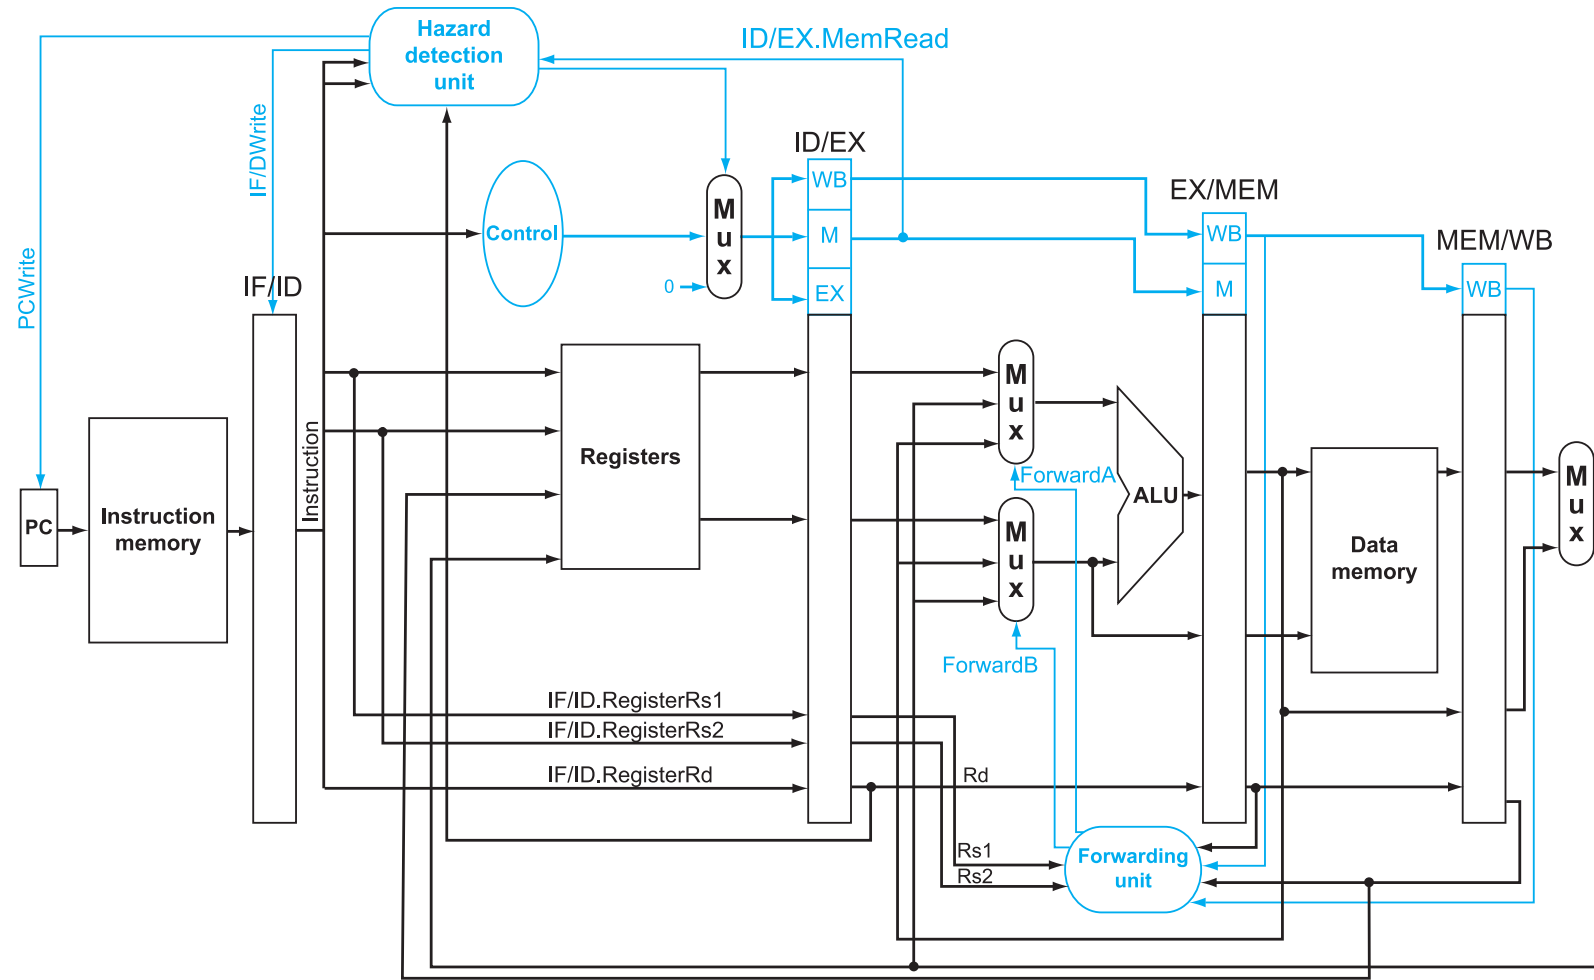 Hazard
detection
unit
ID/EX.MemRead
IF/DWrite
PCWrite
ID/EX
WB
M
EX
Control
M
u
x
0
EX/MEM
WB
M
MEM/WB
WB
IF/ID
Instruction
PC
Instruction
memory
Registers
M
u
x
ForwardA
M
u
x
ForwardB
ALU
Data
memory
M
u
x
IF/ID.RegisterRs1
IF/ID.RegisterRs2
IF/ID.RegisterRd
Rd
Rs1
Rs2
Forwarding
unit